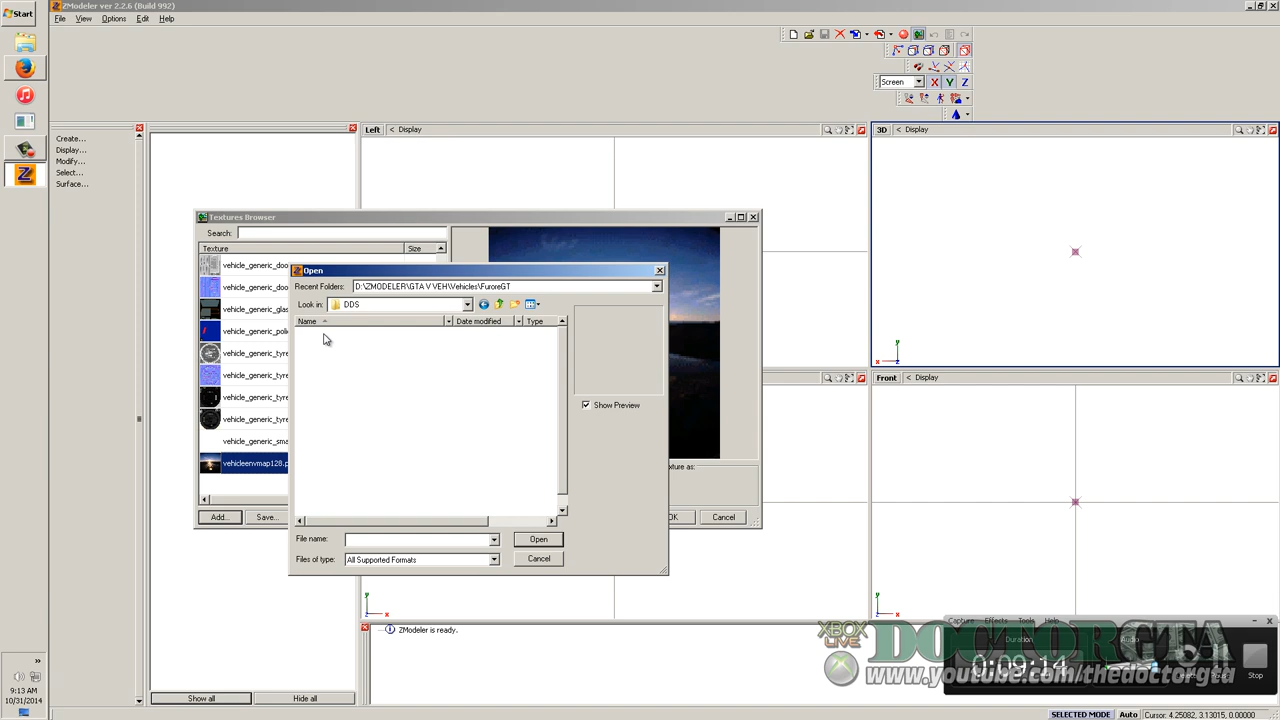 Start
ZModeler ver 2.2.6 (Build 992)
File View Options Edit Help
Screen X Y Z
Create...
Display...
Modify...
Select...
Surface...
Left < Display
3D < Display
Textures Browser
Search:
Texture Size
vehicle_generic_doo
vehicle_generic_doo
vehicle_generic_glas
vehicle_generic_poli
vehicle_generic_tyre
vehicle_generic_tyre
vehicle_generic_tyre
vehicle_generic_tyre
vehicle_generic_sma
vehicleenvmap128.p
Add... Save...
xture as:
OK Cancel
Open
Recent Folders: D:\ZMODELER\GTA V VEH\Vehicles\FuroreGT
Look in: DDS
Name Date modified Type
Show Preview
File name: Open
Files of type: All Supported Formats Cancel
y
x
z
Front < Display
y
x
z
ZModeler is ready.
Show all Hide all
Capture Effects Tools Help
Duration Audio
0:09:14
Pause Stop
XBOX
LIVE
DOCTORGTA
www.youtube.com/thedoctorgta
9:13 AM
10/31/2014
SELECTED MODE Auto Cursor: 4.25082, 3.13015, 0.00000